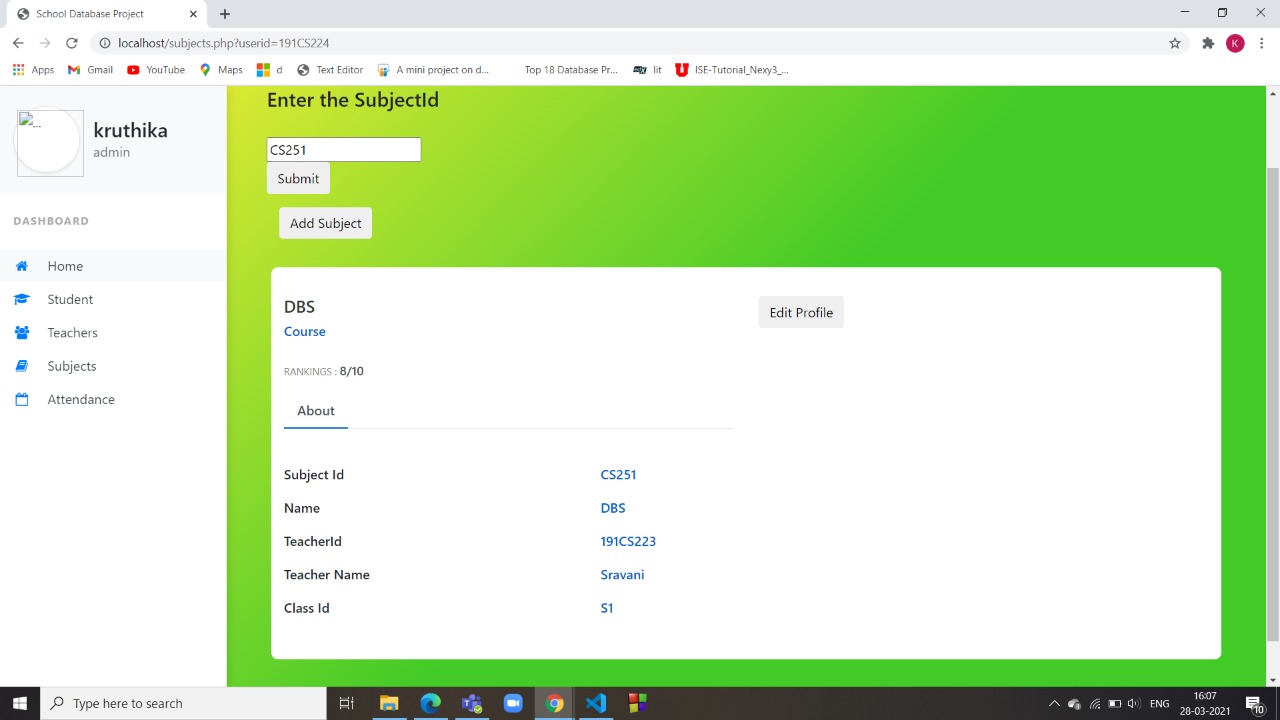 School Database Project
localhost/subjects.php?userid=191CS224
K
Apps Gmail YouTube Maps d Text Editor A mini project on d... Top 18 Database Pr... lit ISE-Tutorial_Nexy3_...
...
kruthika
admin
DASHBOARD
Home
Student
Teachers
Subjects
Attendance
Enter the SubjectId
CS251
Submit
Add Subject
DBS
Course
Edit Profile
RANKINGS : 8/10
About
Subject Id CS251
Name DBS
TeacherId 191CS223
Teacher Name Sravani
Class Id S1
Type here to search
ENG
16:07
28-03-2021
10